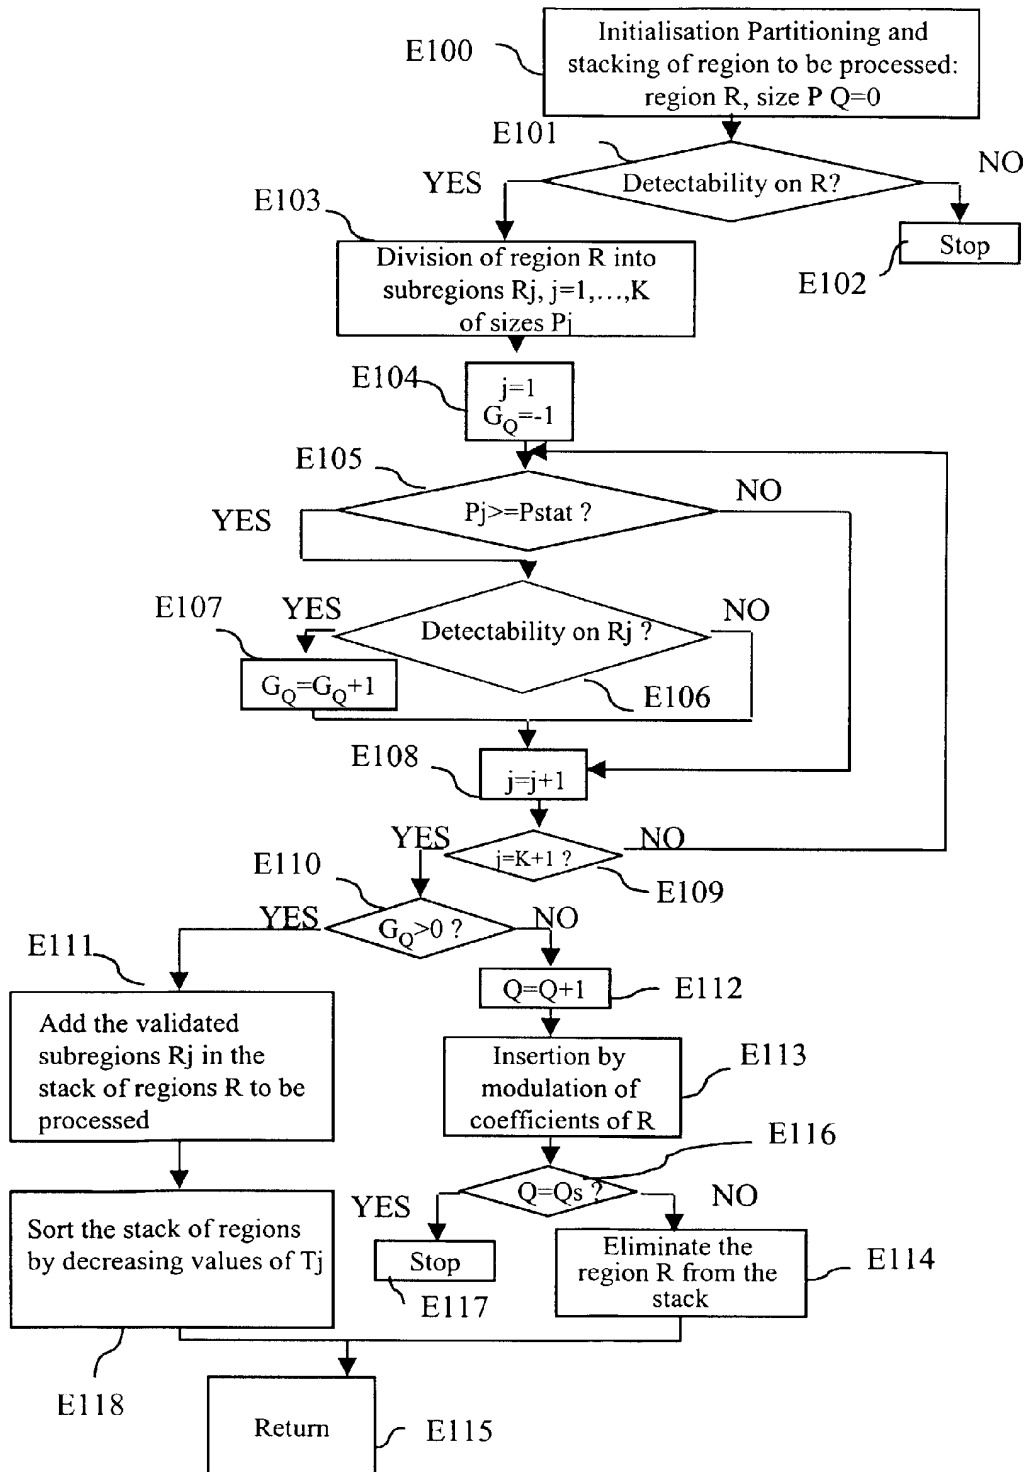 E100
Initialisation Partitioning and
stacking of region to be processed:
region R, size P Q=0
E101
Detectability on R?
YES
NO
E103
Stop
E102
Division of region R into
subregions Rj, j=1,...,K
of sizes Pj
E104
j=1
G_Q=-1
E105
Pj>=Pstat ?
YES
NO
E107
YES
Detectability on Rj ?
NO
G_Q=G_Q+1
E106
E108
j=j+1
YES
j=K+1 ?
NO
E109
E110
YES
G_Q>0 ?
NO
E111
Q=Q+1
E112
Add the validated
subregions Rj in the
stack of regions R to be
processed
Insertion by
modulation of
coefficients of R
E113
E116
Q=Qs ?
YES
NO
Sort the stack of regions
by decreasing values of Tj
Stop
E117
Eliminate the
region R from the
stack
E114
E118
Return
E115